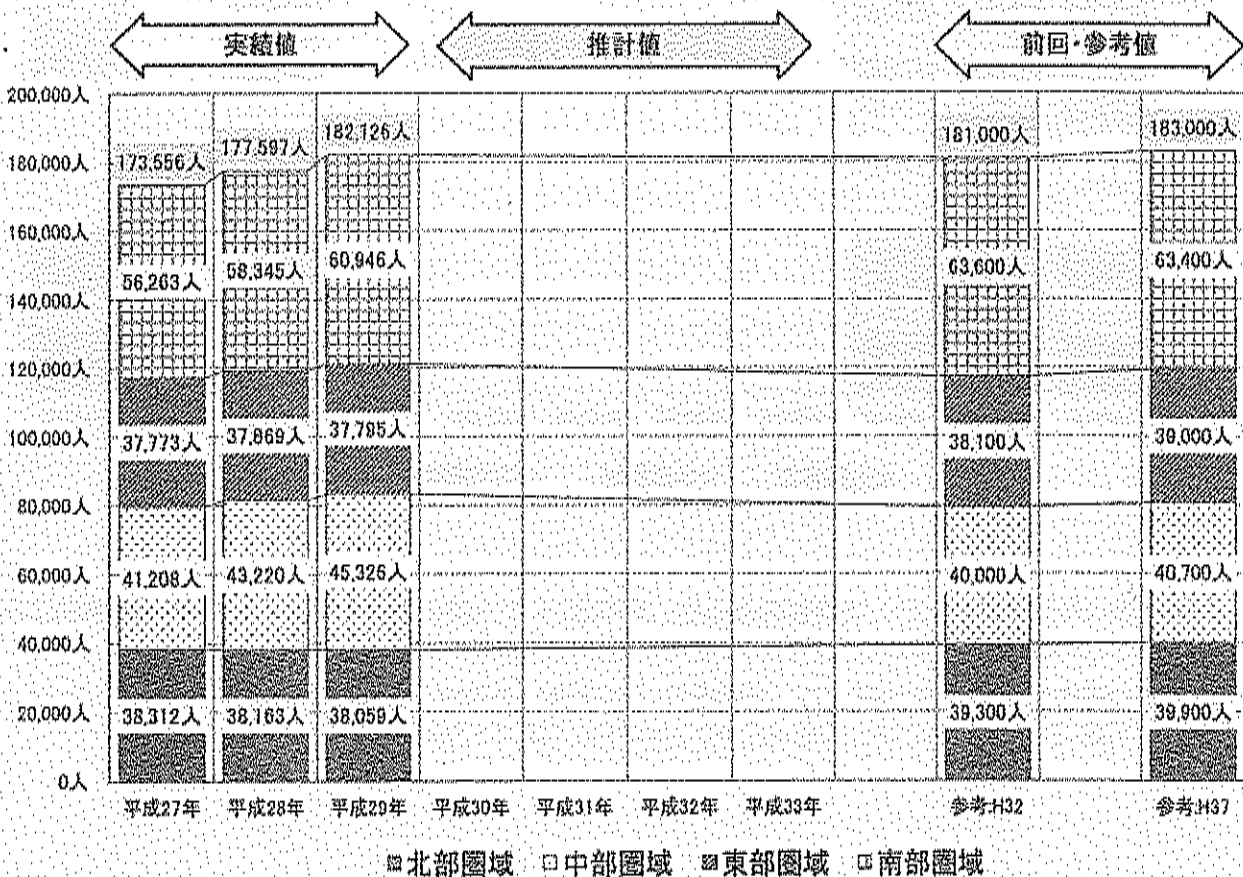 実績値 推計値 前回・参考値
200,000人
180,000人
160,000人
140,000人
120,000人
100,000人
80,000人
60,000人
40,000人
20,000人
0人
173,556人 177,597人 182,126人 181,000人 183,000人
56,263人 58,345人 60,946人 63,600人 63,400人
37,773人 37,869人 37,795人 38,100人 39,000人
41,208人 43,220人 45,326人 40,000人 40,700人
38,312人 38,163人 38,059人 39,300人 39,900人
平成27年 平成28年 平成29年 平成30年 平成31年 平成32年 平成33年 参考:H32 参考:H37
北部圏域 中部圏域 東部圏域 南部圏域